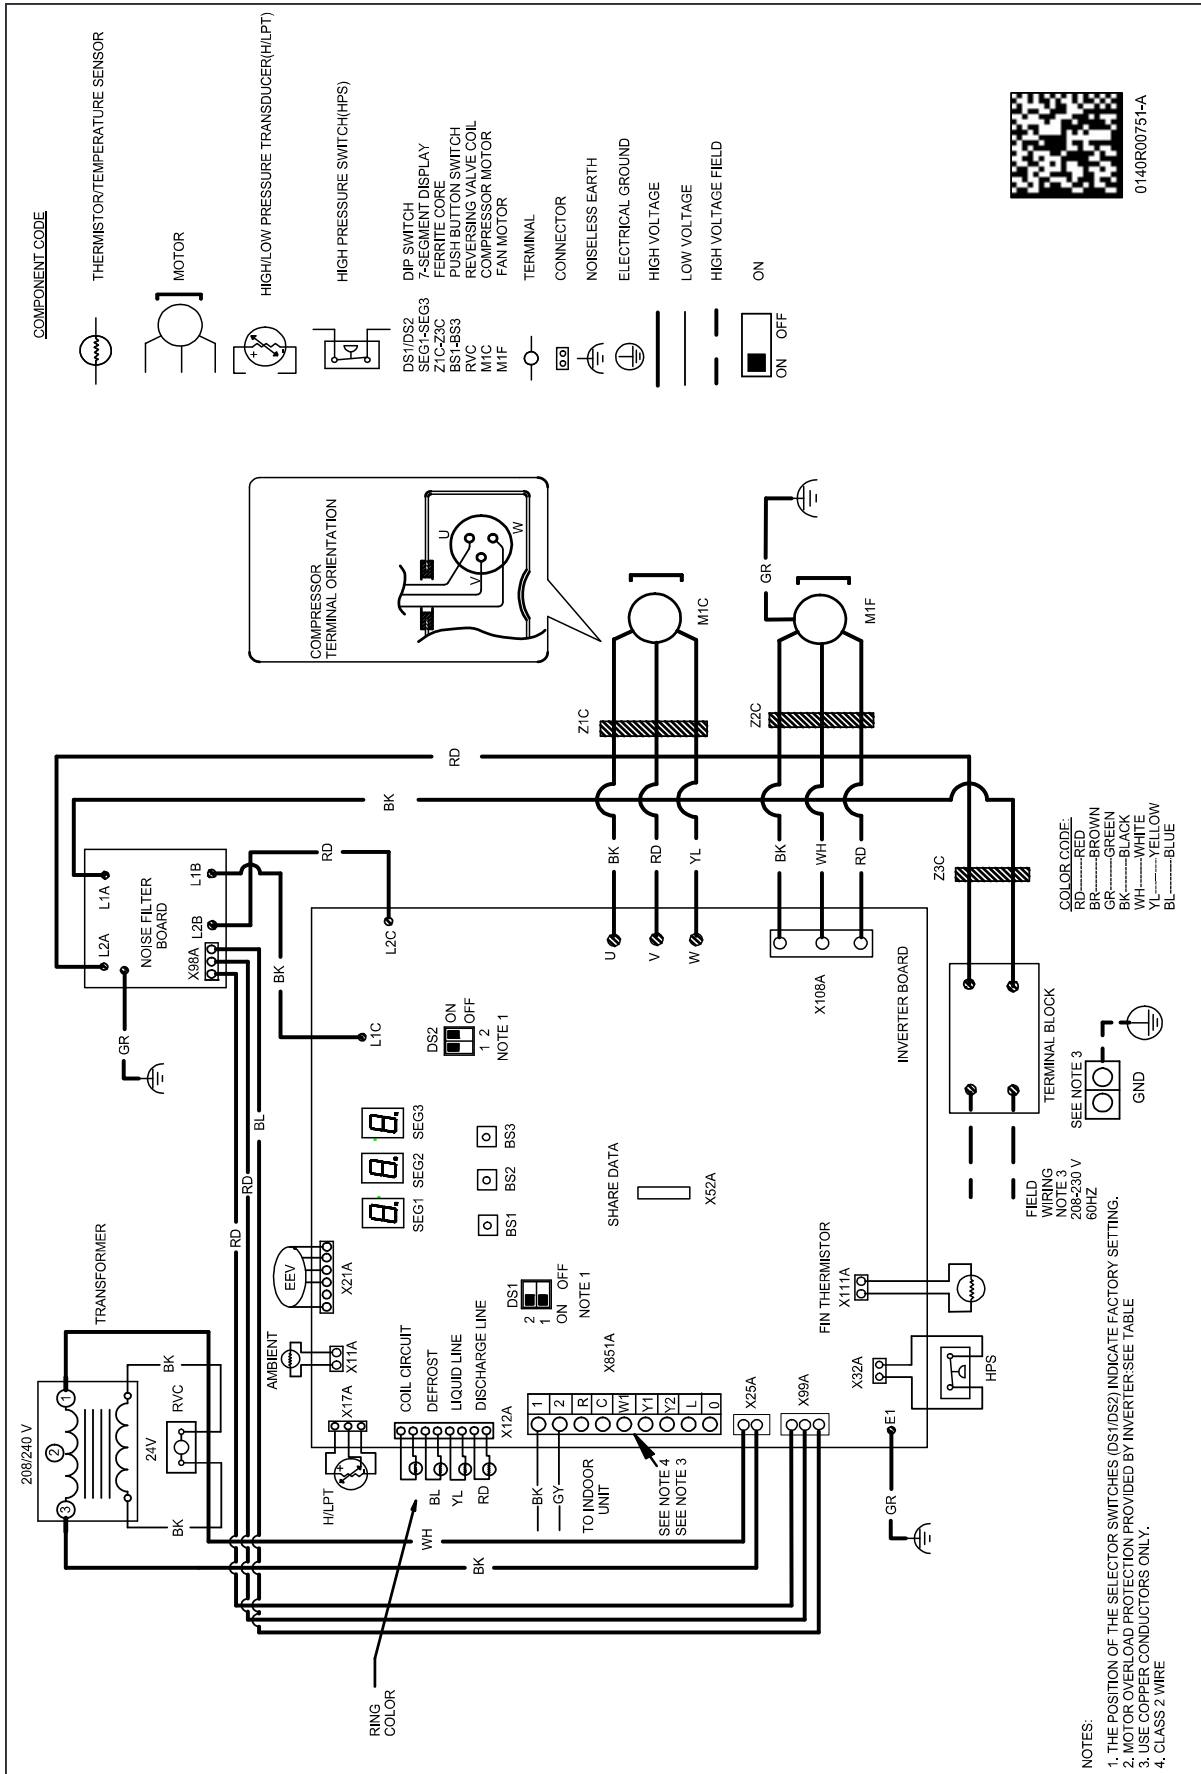 COMPONENT CODE
THERMISTOR/TEMPERATURE SENSOR
MOTOR
HIGH/LOW PRESSURE TRANSDUCER(H/LPT)
+
-
HIGH PRESSURE SWITCH(HPS)
DS1/DS2 DIP SWITCH
SEG1-SEG3 7-SEGMENT DISPLAY
Z1C-Z3C FERRITE CORE
BS1-BS3 PUSH BUTTON SWITCH
RVC REVERSING VALVE COIL
M1C COMPRESSOR MOTOR
M1F FAN MOTOR
TERMINAL
CONNECTOR
NOISELESS EARTH
ELECTRICAL GROUND
HIGH VOLTAGE
LOW VOLTAGE
HIGH VOLTAGE FIELD
ON
ON OFF
0140R00751-A
COMPRESSOR
TERMINAL ORIENTATION
U
V
W
M1C
Z1C
GR
M1F
Z2C
RD
BK
NOISE FILTER
BOARD
L1A
L2A
L1B
L2B
X98A
GR
RD
BK
BL
RD
RD
TRANSFORMER
208/240 V
1
2
3
24V
RVC
BK
BK
L1C
L2C
BK
RD
YL
U
V
W
BK
WH
RD
X108A
INVERTER BOARD
DS2
ON
OFF
1 2
NOTE 1
SEG1
SEG2
SEG3
BS1
BS2
BS3
SHARE DATA
X52A
DS1
2
1
ON OFF
NOTE 1
EEV
X21A
AMBIENT
X11A
X17A
H/LPT
+
COIL CIRCUIT
DEFROST
LIQUID LINE
DISCHARGE LINE
X12A
BL
YL
RD
RING
COLOR
X851A
1
2
R
C
W1
Y1
Y2
L
0
BK
GY
TO INDOOR
UNIT
SEE NOTE 4
SEE NOTE 3
X25A
X99A
WH
BK
E1
GR
X32A
HPS
FIN THERMISTOR
X111A
Z3C
TERMINAL BLOCK
SEE NOTE 3
GND
FIELD
WIRING
NOTE 3
208-230 V
60HZ
COLOR CODE:
RD---------RED
BR---------BROWN
GR---------GREEN
BK---------BLACK
WH---------WHITE
YL---------YELLOW
BL---------BLUE
NOTES:
1. THE POSITION OF THE SELECTOR SWITCHES (DS1/DS2) INDICATE FACTORY SETTING.
2. MOTOR OVERLOAD PROTECTION PROVIDED BY INVERTER:SEE TABLE
3. USE COPPER CONDUCTORS ONLY.
4. CLASS 2 WIRE